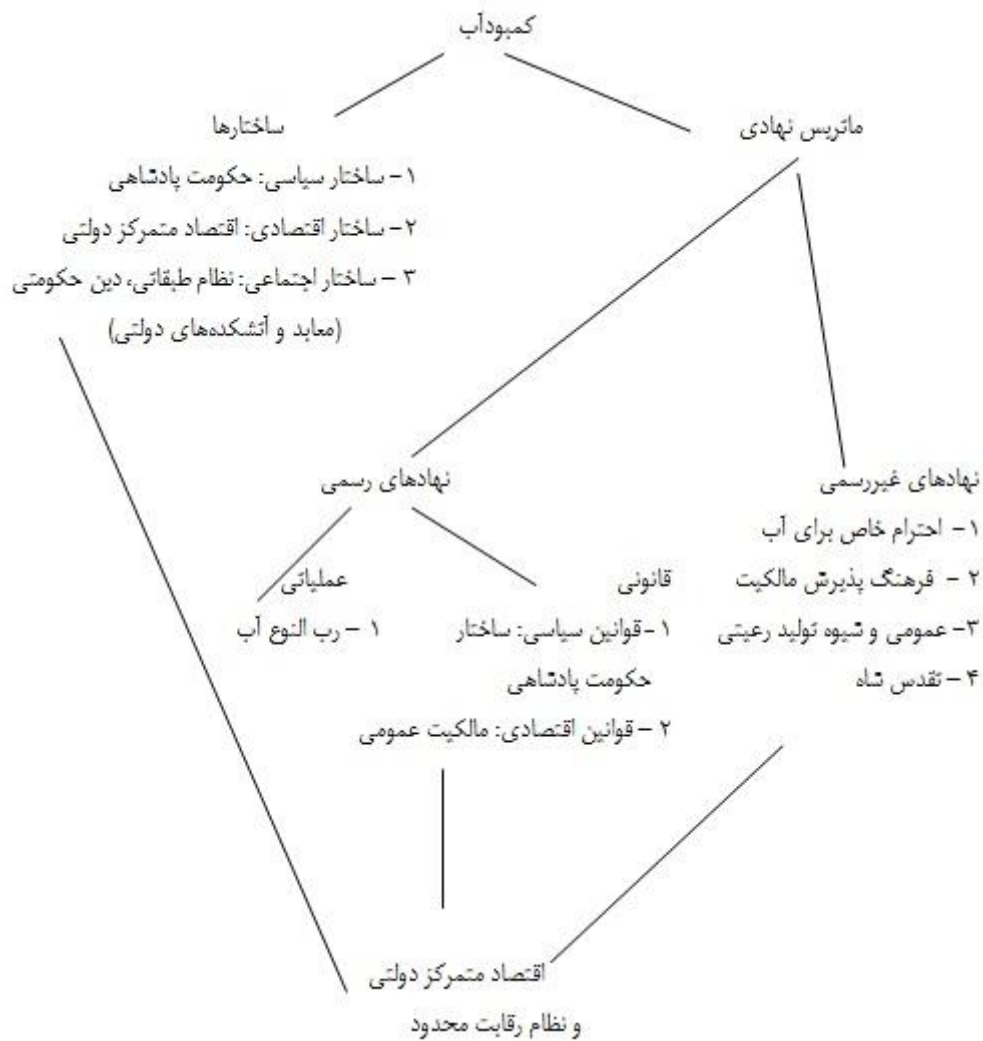 کمبودآب
ماتریس نهادی
ساختارها
۱- ساختار سیاسی: حکومت پادشاهی
۲- ساختار اقتصادی: اقتصاد متمرکز دولتی
۳ – ساختار اجتماعی: نظام طبقاتی، دین حکومتی
(معابد و آتشکده‌های دولتی)
نهادهای غیررسمی
۱- احترام خاص برای آب
۲ - فرهنگ پذیرش مالکیت
۳- عمومی و شیوه تولید رعیتی
۴ – تقدس شاه
نهادهای رسمی
قانونی
۱-قوانین سیاسی: ساختار
حکومت پادشاهی
۲ – قوانین اقتصادی: مالکیت عمومی
عملیاتی
۱ – رب النوع آب
اقتصاد متمرکز دولتی
و نظام رقابت محدود